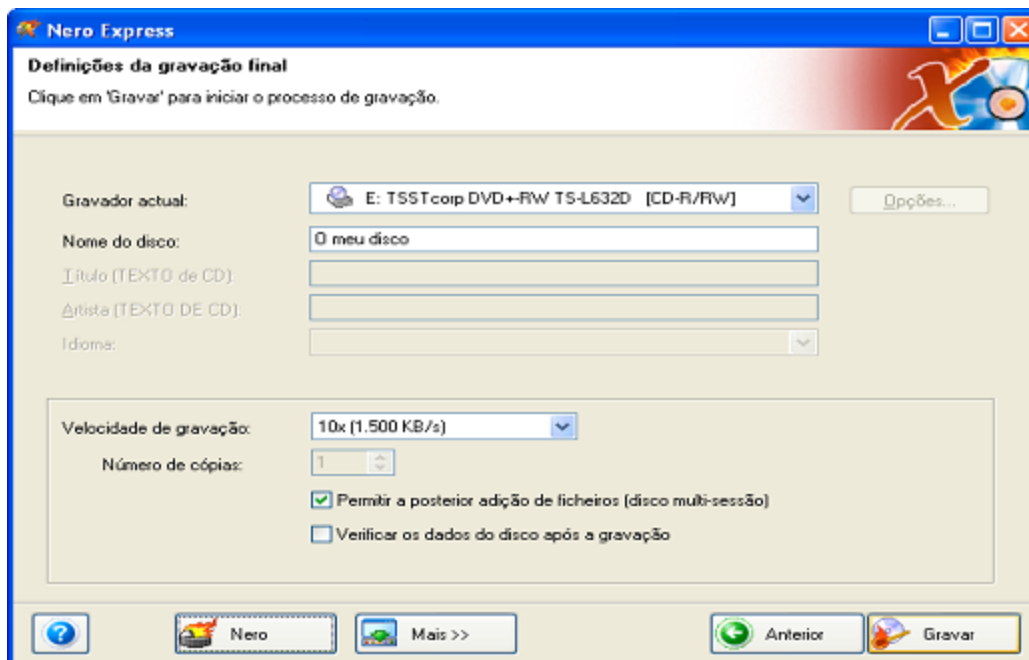 Nero Express
Definições da gravação final
Clique em 'Gravar' para iniciar o processo de gravação.
Gravador actual:
E: TSSTcorp DVD+-RW TS-L632D [CD-R/RW]
Opções...
Nome do disco:
O meu disco
Título (TEXTO de CD):
Artista (TEXTO DE CD):
Idioma:
Velocidade de gravação:
10x (1.500 KB/s)
Número de cópias:
1
Permitir a posterior adição de ficheiros (disco multi-sessão)
Verificar os dados do disco após a gravação
Nero
Mais >>
Anterior
Gravar